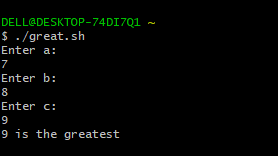 DELL@DESKTOP-74DI7Q1 ~
$ ./great.sh
Enter a:
7
Enter b:
8
Enter c:
9
9 is the greatest